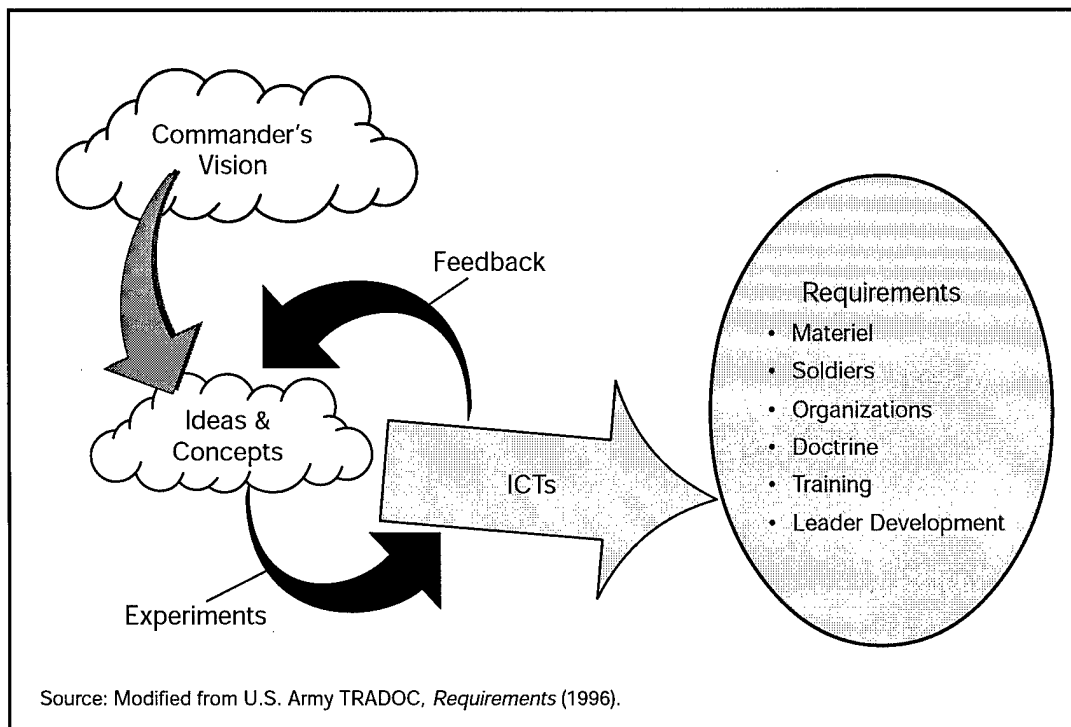 Commander's
Vision
Feedback
Ideas &
Concepts
ICTs
Experiments
Requirements
• Materiel
• Soldiers
• Organizations
• Doctrine
• Training
• Leader Development
Source: Modified from U.S. Army TRADOC, Requirements (1996).